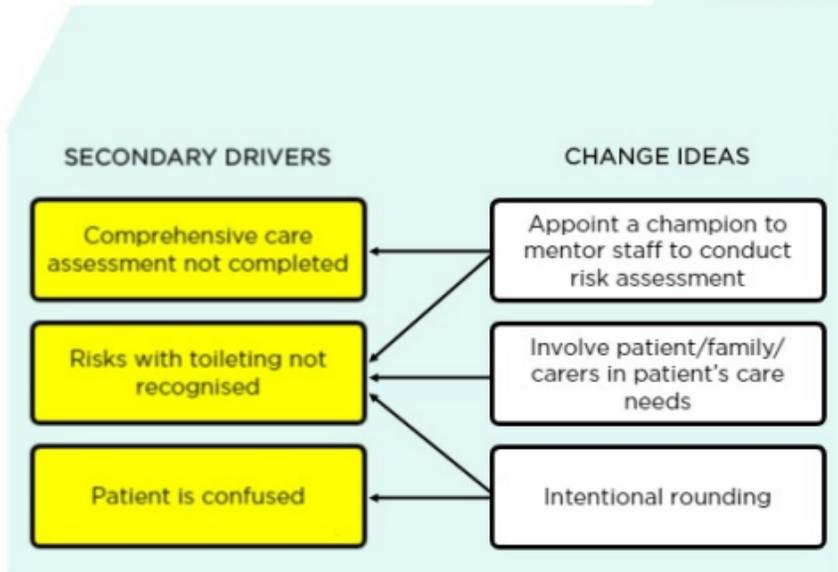 SECONDARY DRIVERS
CHANGE IDEAS
Comprehensive care
assessment not completed
Appoint a champion to
mentor staff to conduct
risk assessment
Risks with toileting not
recognised
Involve patient/family/
carers in patient's care
needs
Patient is confused
Intentional rounding